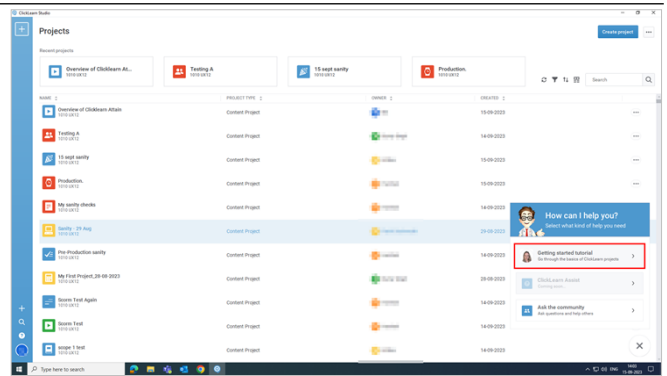 ClickLearn Studio
Projects
Create project
Recent projects
Overview of Clicklearn At...
1010 UX12
Testing A
1010 UX12
15 sept sanity
1010 UX12
Production.
1010 UX12
Search
NAME PROJECT TYPE OWNER CREATED
Overview of Clicklearn Attain
1010 UX12
Content Project 15-09-2023
Testing A
1010 UX12
Content Project 14-09-2023
15 sept sanity
1010 UX12
Content Project 15-09-2023
Production.
1010 UX12
Content Project 15-09-2023
My sanity checks
1010 UX12
Content Project 14-09-2023
Sanity - 29 Aug
1010 UX12
Content Project 29-08-2023
Pre-Production sanity
1010 UX12
Content Project 14-09-2023
My First Project_28-08-2023
1010 UX12
Content Project 28-08-2023
Scorm Test Again
1010 UX12
Content Project 14-09-2023
Scorm Test
1010 UX12
Content Project 14-09-2023
scope 1 test
1010 UX12
Content Project 14-09-2023
How can I help you?
Select what kind of help you need
Getting started tutorial
Go through the basics of ClickLearn projects
ClickLearn Assist
Coming soon...
Ask the community
Ask questions and help others
Type here to search
ENG
15-09-2023